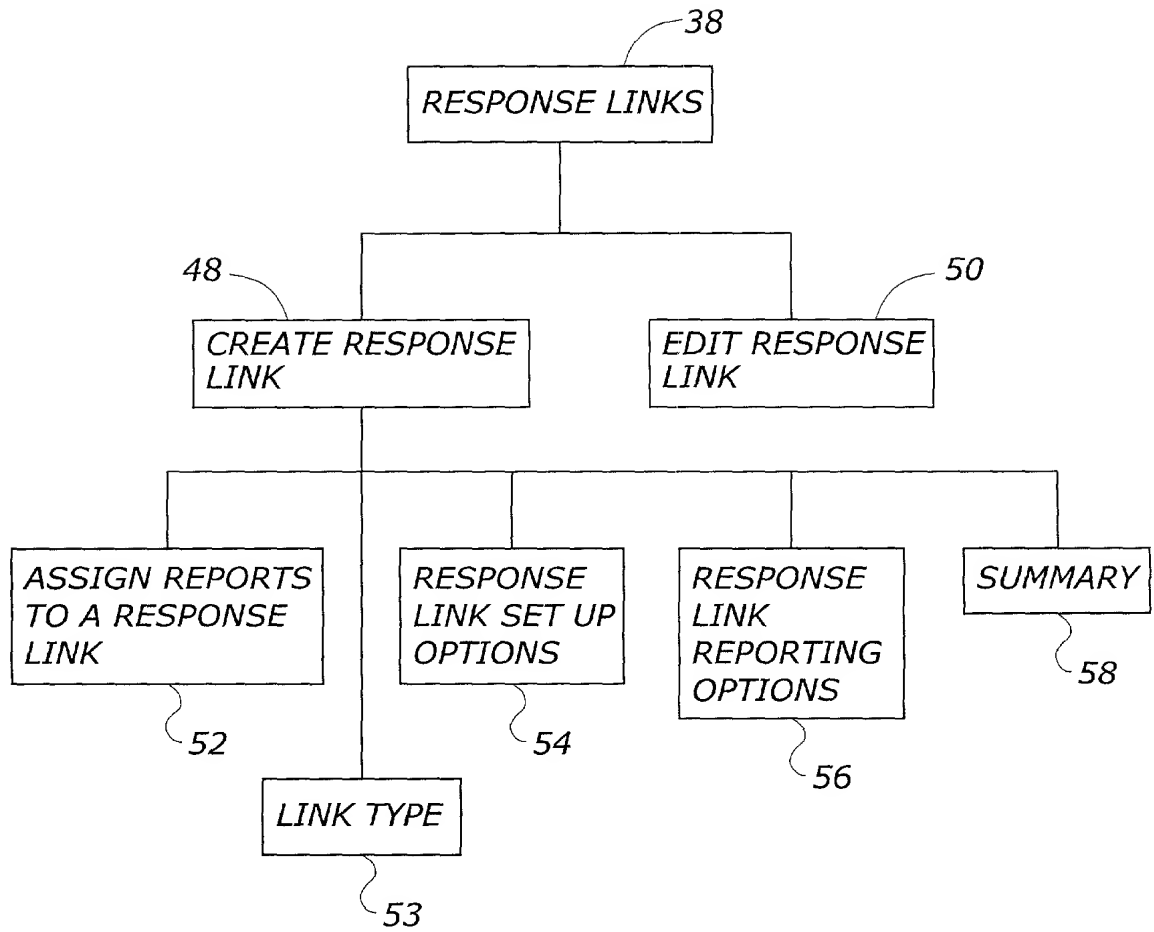 38
RESPONSE LINKS
48
CREATE RESPONSE
LINK
50
EDIT RESPONSE
LINK
ASSIGN REPORTS
TO A RESPONSE
LINK
52
RESPONSE
LINK SET UP
OPTIONS
54
RESPONSE
LINK
REPORTING
OPTIONS
56
SUMMARY
58
LINK TYPE
53